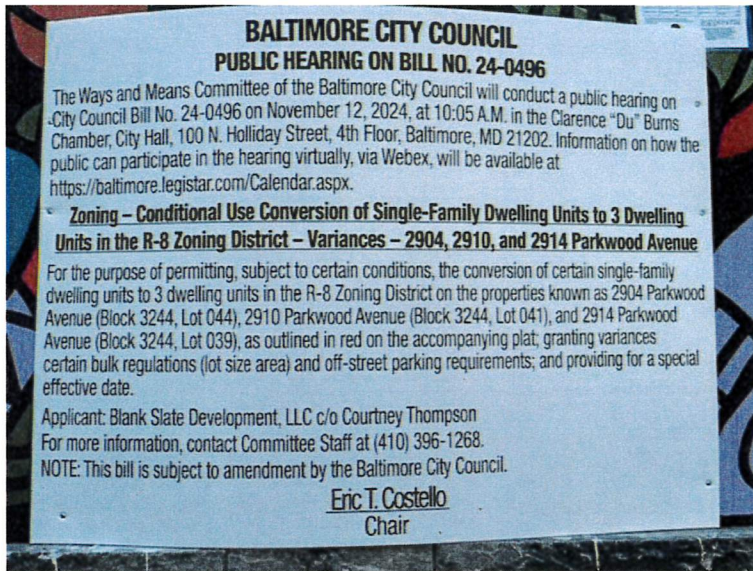 BALTIMORE CITY COUNCIL
PUBLIC HEARING ON BILL NO. 24-0496
The Ways and Means Committee of the Baltimore City Council will conduct a public hearing on
City Council Bill No. 24-0496 on November 12, 2024, at 10:05 A.M. in the Clarence "Du" Burns
Chamber, City Hall, 100 N. Holliday Street, 4th Floor, Baltimore, MD 21202. Information on how the
public can participate in the hearing virtually, via Webex, will be available at
https://baltimore.legistar.com/Calendar.aspx.
Zoning – Conditional Use Conversion of Single-Family Dwelling Units to 3 Dwelling
Units in the R-8 Zoning District – Variances – 2904, 2910, and 2914 Parkwood Avenue
For the purpose of permitting, subject to certain conditions, the conversion of certain single-family
dwelling units to 3 dwelling units in the R-8 Zoning District on the properties known as 2904 Parkwood
Avenue (Block 3244, Lot 044), 2910 Parkwood Avenue (Block 3244, Lot 041), and 2914 Parkwood
Avenue (Block 3244, Lot 039), as outlined in red on the accompanying plat; granting variances
certain bulk regulations (lot size area) and off-street parking requirements; and providing for a special
effective date.
Applicant: Blank Slate Development, LLC c/o Courtney Thompson
For more information, contact Committee Staff at (410) 396-1268.
NOTE: This bill is subject to amendment by the Baltimore City Council.
Eric T. Costello
Chair